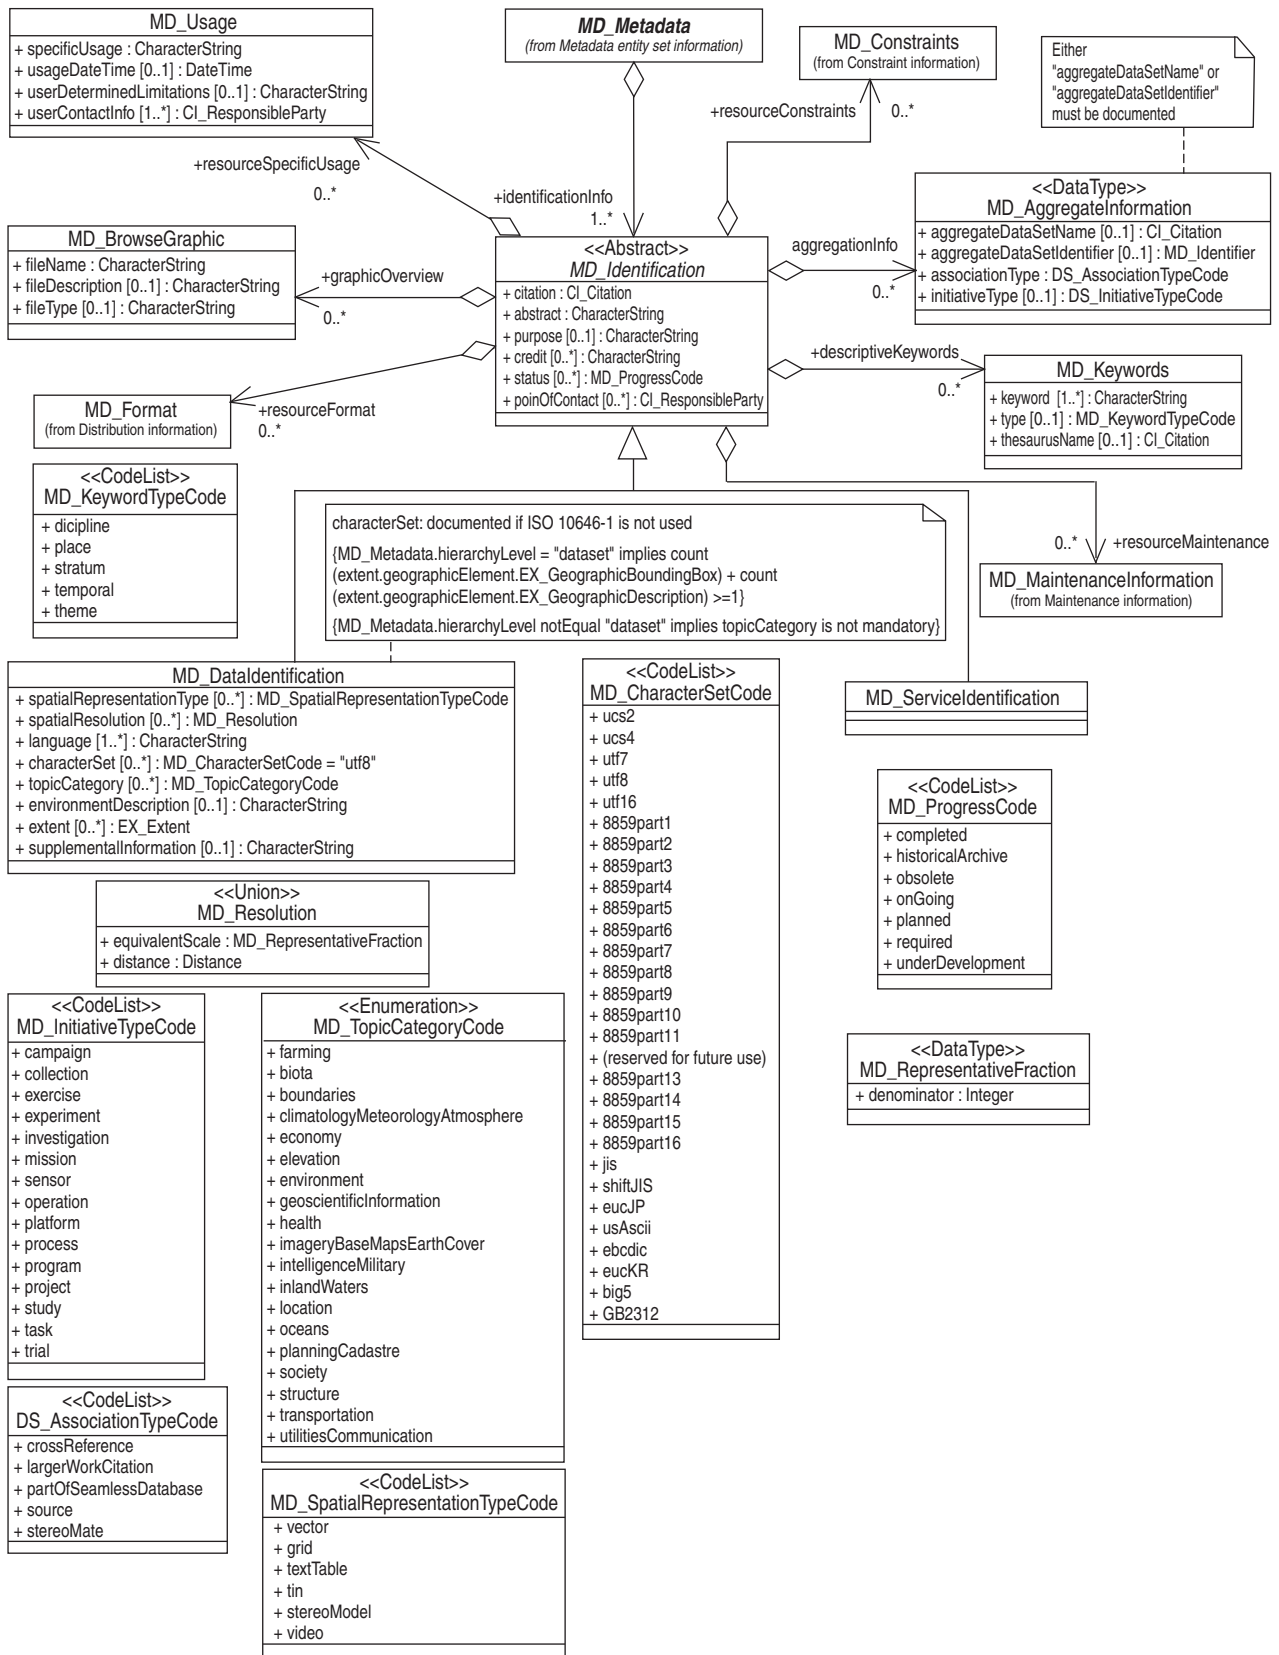 MD_Usage
+ specificUsage : CharacterString
+ usageDateTime [0..1] : DateTime
+ userDeterminedLimitations [0..1] : CharacterString
+ userContactInfo [1..*] : CI_ResponsibleParty
MD_Metadata
(from Metadata entity set information)
MD_Constraints
(from Constraint information)
Either
"aggregateDataSetName" or
"aggregateDataSetIdentifier"
must be documented
+resourceConstraints
0..*
+resourceSpecificUsage
0..*
+identificationInfo
1..*
<<DataType>>
MD_AggregateInformation
+ aggregateDataSetName [0..1] : CI_Citation
+ aggregateDataSetIdentifier [0..1] : MD_Identifier
+ associationType : DS_AssociationTypeCode
+ initiativeType [0..1] : DS_InitiativeTypeCode
MD_BrowseGraphic
+ fileName : CharacterString
+ fileDescription [0..1] : CharacterString
+ fileType [0..1] : CharacterString
+graphicOverview
0..*
<<Abstract>>
MD_Identification
+ citation : CI_Citation
+ abstract : CharacterString
+ purpose [0..1] : CharacterString
+ credit [0..*] : CharacterString
+ status [0..*] : MD_ProgressCode
+ poinOfContact [0..*] : CI_ResponsibleParty
aggregationInfo
0..*
+descriptiveKeywords
0..*
MD_Keywords
+ keyword [1..*] : CharacterString
+ type [0..1] : MD_KeywordTypeCode
+ thesaurusName [0..1] : CI_Citation
MD_Format
(from Distribution information)
+resourceFormat
0..*
<<CodeList>>
MD_KeywordTypeCode
+ dicipline
+ place
+ stratum
+ temporal
+ theme
characterSet: documented if ISO 10646-1 is not used
{MD_Metadata.hierarchyLevel = "dataset" implies count
(extent.geographicElement.EX_GeographicBoundingBox) + count
(extent.geographicElement.EX_GeographicDescription) >=1}
{MD_Metadata.hierarchyLevel notEqual "dataset" implies topicCategory is not mandatory}
0..*
+resourceMaintenance
MD_MaintenanceInformation
(from Maintenance information)
MD_DataIdentification
+ spatialRepresentationType [0..*] : MD_SpatialRepresentationTypeCode
+ spatialResolution [0..*] : MD_Resolution
+ language [1..*] : CharacterString
+ characterSet [0..*] : MD_CharacterSetCode = "utf8"
+ topicCategory [0..*] : MD_TopicCategoryCode
+ environmentDescription [0..1] : CharacterString
+ extent [0..*] : EX_Extent
+ supplementalInformation [0..1] : CharacterString
<<CodeList>>
MD_CharacterSetCode
+ ucs2
+ ucs4
+ utf7
+ utf8
+ utf16
+ 8859part1
+ 8859part2
+ 8859part3
+ 8859part4
+ 8859part5
+ 8859part6
+ 8859part7
+ 8859part8
+ 8859part9
+ 8859part10
+ 8859part11
+ (reserved for future use)
+ 8859part13
+ 8859part14
+ 8859part15
+ 8859part16
+ jis
+ shiftJIS
+ eucJP
+ usAscii
+ ebcdic
+ eucKR
+ big5
+ GB2312
MD_ServiceIdentification
<<CodeList>>
MD_ProgressCode
+ completed
+ historicalArchive
+ obsolete
+ onGoing
+ planned
+ required
+ underDevelopment
<<Union>>
MD_Resolution
+ equivalentScale : MD_RepresentativeFraction
+ distance : Distance
<<CodeList>>
MD_InitiativeTypeCode
+ campaign
+ collection
+ exercise
+ experiment
+ investigation
+ mission
+ sensor
+ operation
+ platform
+ process
+ program
+ project
+ study
+ task
+ trial
<<Enumeration>>
MD_TopicCategoryCode
+ farming
+ biota
+ boundaries
+ climatologyMeteorologyAtmosphere
+ economy
+ elevation
+ environment
+ geoscientificInformation
+ health
+ imageryBaseMapsEarthCover
+ intelligenceMilitary
+ inlandWaters
+ location
+ oceans
+ planningCadastre
+ society
+ structure
+ transportation
+ utilitiesCommunication
<<DataType>>
MD_RepresentativeFraction
+ denominator : Integer
<<CodeList>>
DS_AssociationTypeCode
+ crossReference
+ largerWorkCitation
+ partOfSeamlessDatabase
+ source
+ stereoMate
<<CodeList>>
MD_SpatialRepresentationTypeCode
+ vector
+ grid
+ textTable
+ tin
+ stereoModel
+ video